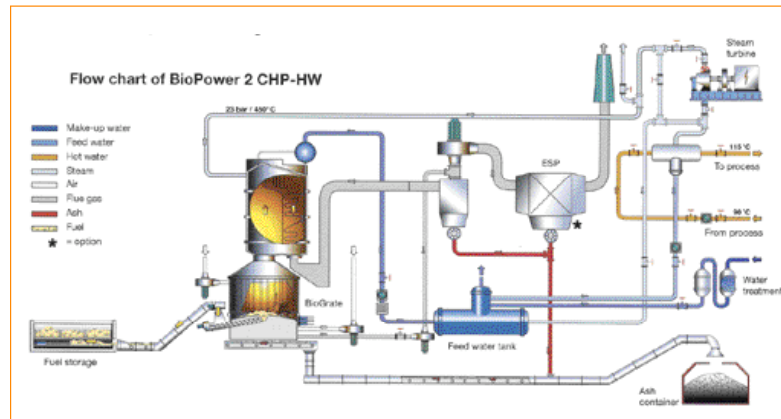 Flow chart of BioPower 2 CHP-HW
Make-up water
Feed water
Hot water
Steam
Air
Flue gas
Ash
Fuel
* = option
23 bar / 450°C
ESP
*
Steam
turbine
115 °C
To process
90 °C
From process
Water
treatment
BioGrate
Feed water tank
Fuel storage
Ash
container